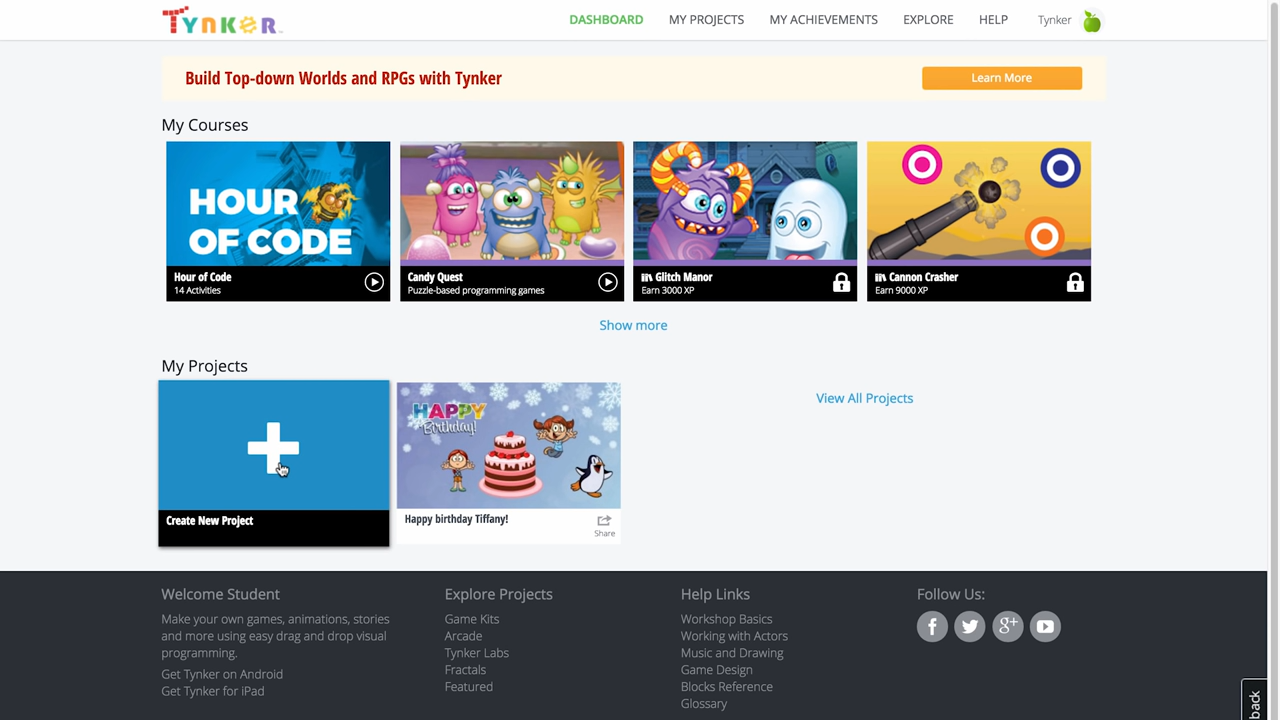 TYNKER
DASHBOARD
MY PROJECTS
MY ACHIEVEMENTS
EXPLORE
HELP
Tynker
Build Top-down Worlds and RPGs with Tynker
Learn More
My Courses
HOUR
OF CODE
Hour of Code
14 Activities
Candy Quest
Puzzle-based programming games
Glitch Manor
Earn 3000 XP
Cannon Crasher
Earn 9000 XP
Show more
My Projects
Create New Project
HAPPY
Birthday!
Happy birthday Tiffany!
Share
View All Projects
Welcome Student
Make your own games, animations, stories
and more using easy drag and drop visual
programming.
Get Tynker on Android
Get Tynker for iPad
Explore Projects
Game Kits
Arcade
Tynker Labs
Fractals
Featured
Help Links
Workshop Basics
Working with Actors
Music and Drawing
Game Design
Blocks Reference
Glossary
Follow Us:
back